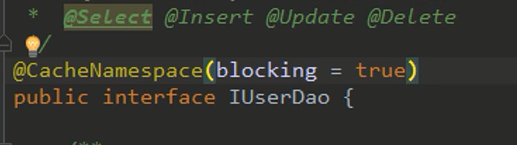 * @Select @Insert @Update @Delete
*/
@CacheNamespace(blocking = true)
public interface IUserDao {
/**